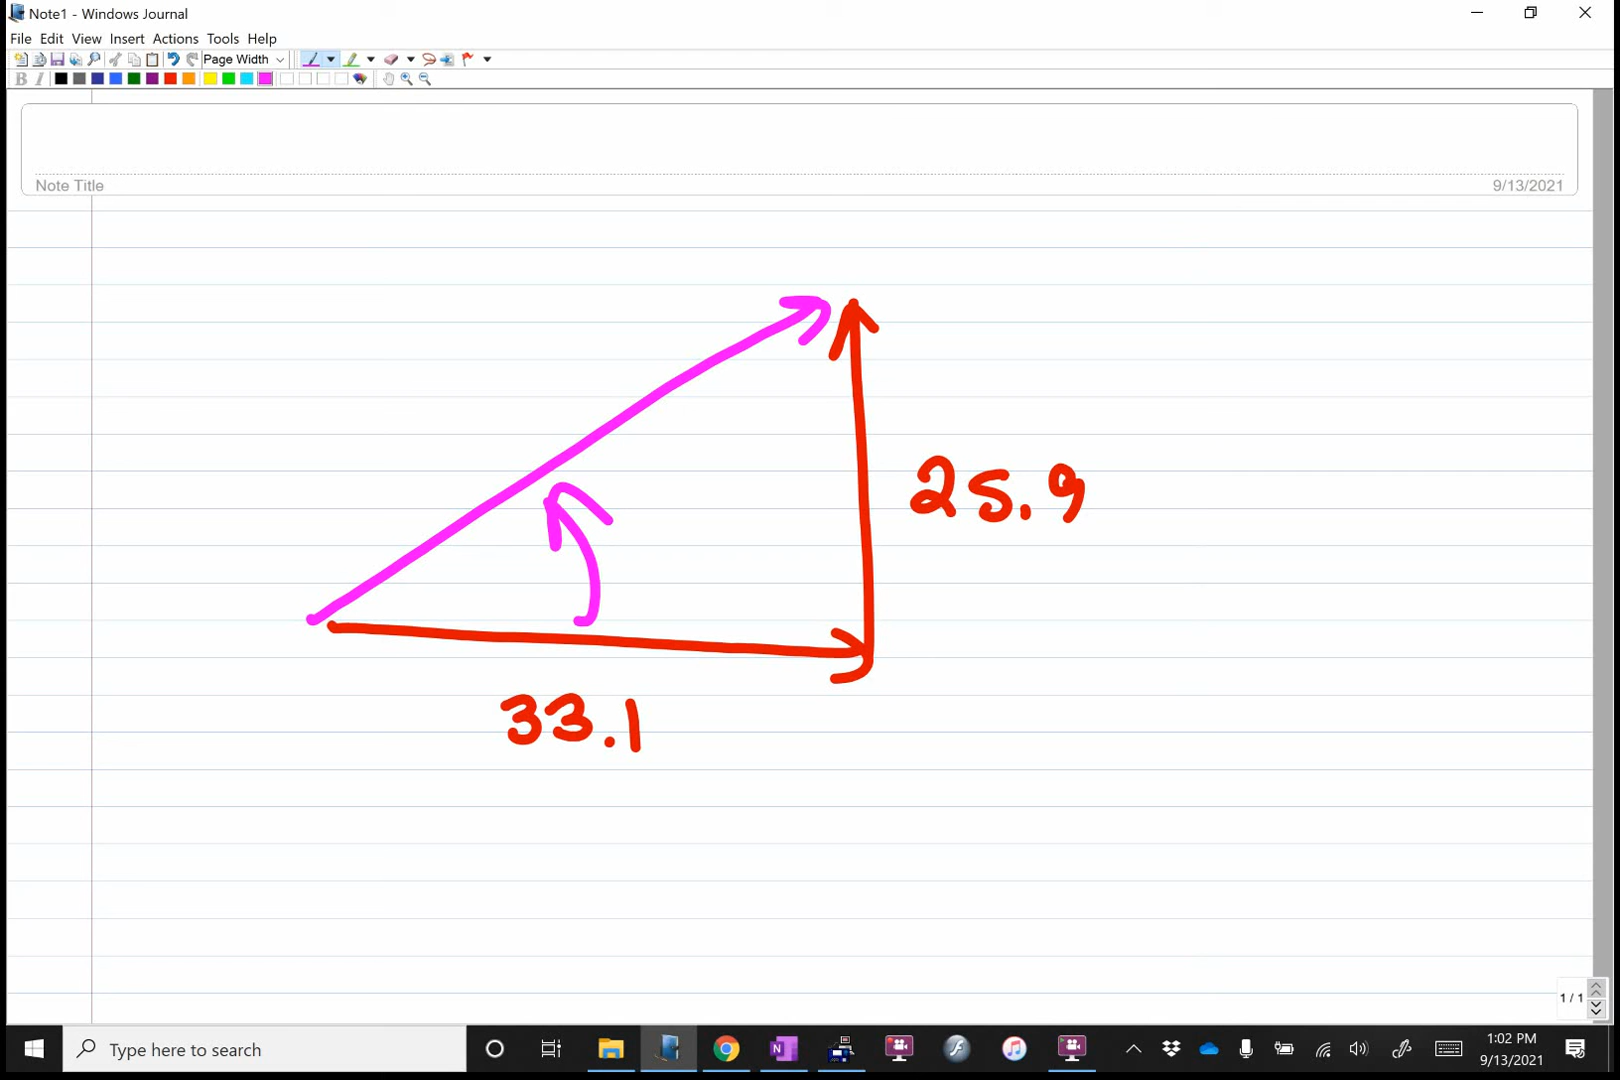 Note1 - Windows Journal
File Edit View Insert Actions Tools Help
Page Width
B I
Note Title
9/13/2021
25.9
33.1
1 / 1
Type here to search
N
f
1:02 PM
9/13/2021